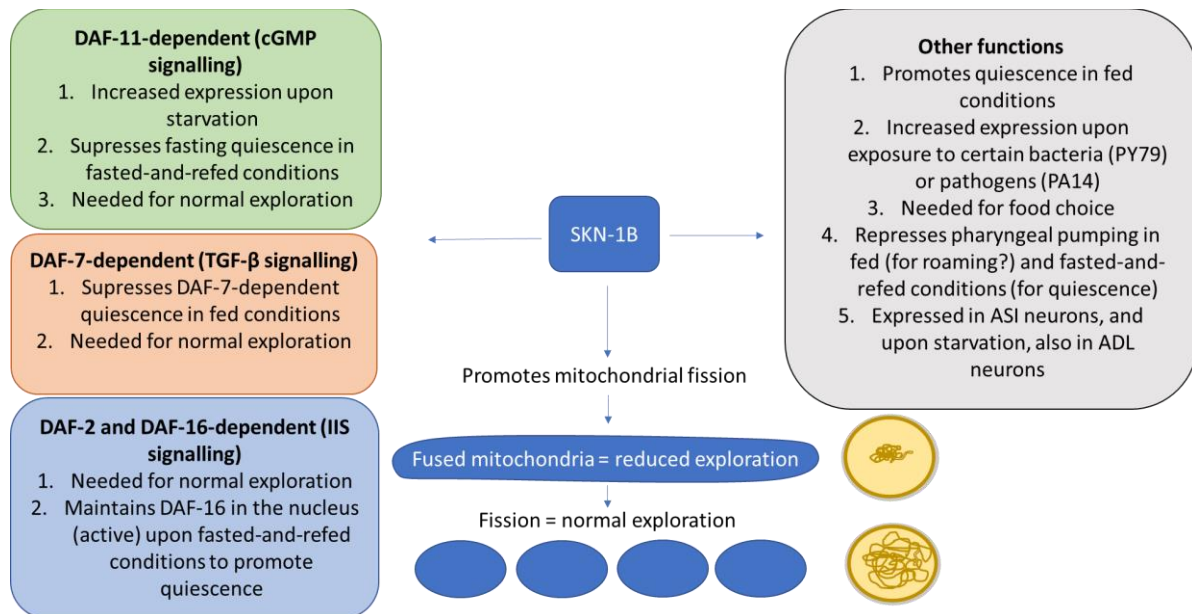 DAF-11-dependent (cGMP
signalling)
1. Increased expression upon
starvation
2. Supresses fasting quiescence in
fasted-and-refed conditions
3. Needed for normal exploration
DAF-7-dependent (TGF-β signalling)
1. Supresses DAF-7-dependent
quiescence in fed conditions
2. Needed for normal exploration
DAF-2 and DAF-16-dependent (IIS
signalling)
1. Needed for normal exploration
2. Maintains DAF-16 in the nucleus
(active) upon fasted-and-refed
conditions to promote
quiescence
SKN-1B
Promotes mitochondrial fission
Fused mitochondria = reduced exploration
Fission = normal exploration
Other functions
1. Promotes quiescence in fed
conditions
2. Increased expression upon
exposure to certain bacteria (PY79)
or pathogens (PA14)
3. Needed for food choice
4. Represses pharyngeal pumping in
fed (for roaming?) and fasted-and-
refed conditions (for quiescence)
5. Expressed in ASI neurons, and
upon starvation, also in ADL
neurons